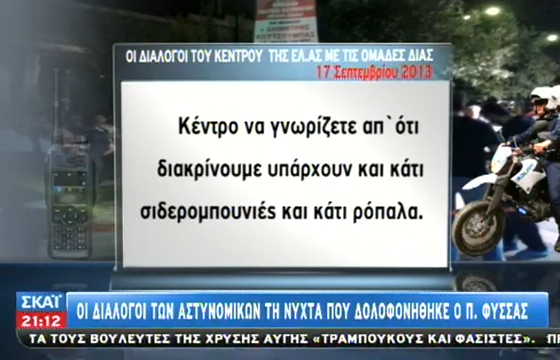 ΟΙ ΔΙΑΛΟΓΟΙ ΤΟΥ ΚΕΝΤΡΟΥ ΤΗΣ ΕΛ.ΑΣ ΜΕ ΤΙΣ ΟΜΑΔΕΣ ΔΙΑΣ
17 Σεπτεμβρίου 2013
Κέντρο να γνωρίζετε απ`ότι
διακρίνουμε υπάρχουν και κάτι
σιδερομπουνιές και κάτι ρόπαλα.
ΣΚΑΪ
21:12
ΟΙ ΔΙΑΛΟΓΟΙ ΤΩΝ ΑΣΤΥΝΟΜΙΚΩΝ ΤΗ ΝΥΧΤΑ ΠΟΥ ΔΟΛΟΦΟΝΗΘΗΚΕ Ο Π. ΦΥΣΣΑΣ
ΤΑ ΤΟΥΣ ΒΟΥΛΕΥΤΕΣ ΤΗΣ ΧΡΥΣΗΣ ΑΥΓΗΣ «ΤΡΑΜΠΟΥΚΟΥΣ ΚΑΙ ΦΑΣΙΣΤΕΣ».